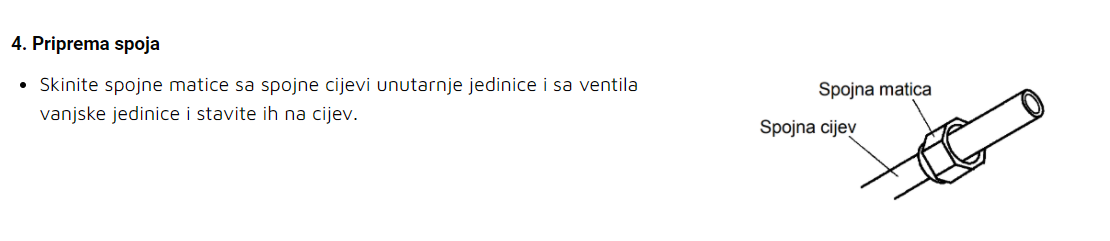 4. Priprema spoja
• Skinite spojne matice sa spojne cijevi unutarnje jedinice i sa ventila
vanjske jedinice i stavite ih na cijev.
Spojna matica
Spojna cijev